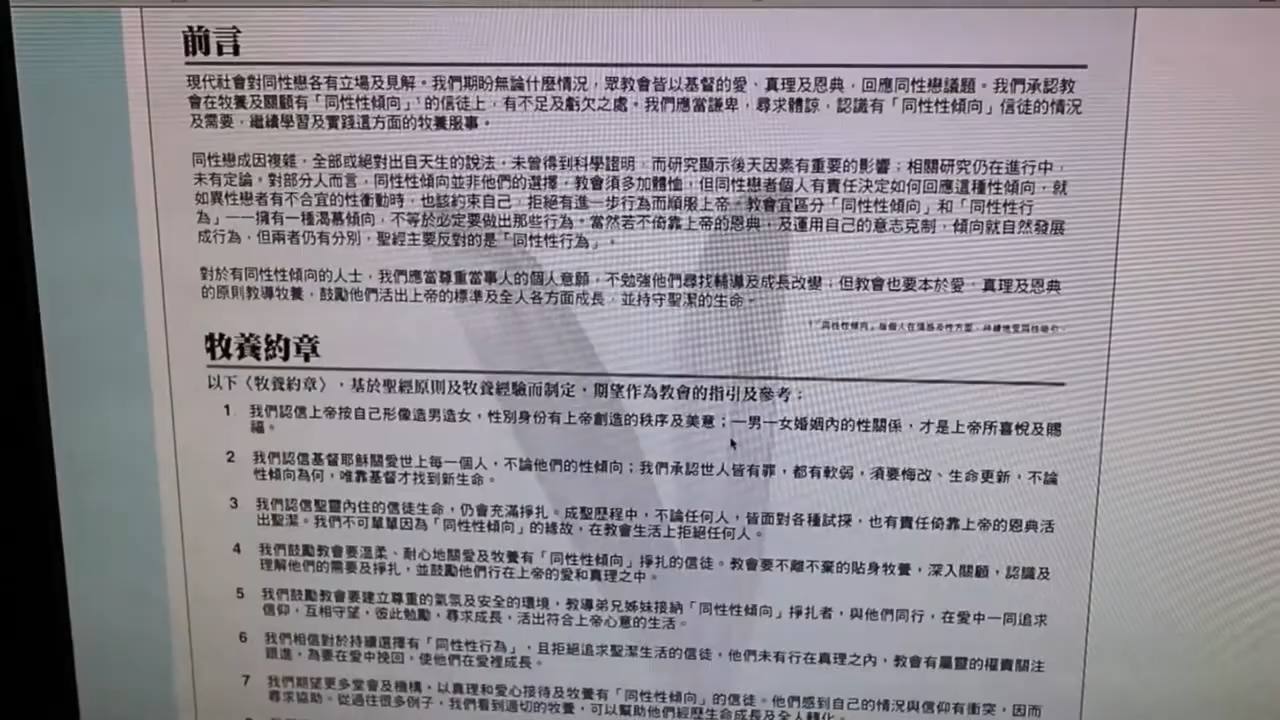 前言
現代社會對同性戀各有立場及見解。我們期盼無論什麼情況，眾教會皆以基督的愛、真理及恩典，回應同性戀議題。我們承認教
會在牧養及關顧有「同性性傾向」¹的信徒上，有不足及虧欠之處。我們應當謙卑，尋求體諒，認識有「同性性傾向」信徒的情況
及需要，繼續學習及實踐這方面的牧養服事。
同性戀成因複雜，全部或絕對出自天生的說法，未曾得到科學證明，而研究顯示後天因素有重要的影響；相關研究仍在進行中，
未有定論。對部分人而言，同性性傾向並非他們的選擇，教會須多加體恤，但同性戀者個人有責任決定如何回應這種性傾向，就
如異性戀者有不合宜的性衝動時，也該約束自己，拒絕有進一步行為而順服上帝。教會宜區分「同性性傾向」和「同性性行
為」——擁有一種渴慕傾向，不等於必定要做出那些行為。當然若不倚靠上帝的恩典，及運用自己的意志克制，傾向就自然發展
成行為，但兩者仍有分別，聖經主要反對的是「同性性行為」。
對於有同性性傾向的人士，我們應當尊重當事人的個人意願，不勉強他們尋找輔導及成長改變；但教會也要本於愛、真理及恩典
的原則教導牧養，鼓勵他們活出上帝的標準及全人各方面成長，並持守聖潔的生命。
1「同性性傾向」指個人在情感及性方面，持續地受同性吸引。
牧養約章
以下〈牧養約章〉，基於聖經原則及牧養經驗而制定，期望作為教會的指引及參考：
1 我們認信上帝按自己形像造男造女，性別身份有上帝創造的秩序及美意；一男一女婚姻內的性關係，才是上帝所喜悅及賜
福。
2 我們認信基督耶穌關愛世上每一個人，不論他們的性傾向；我們承認世人皆有罪，都有軟弱，須要悔改、生命更新，不論
性傾向為何，唯靠基督才找到新生命。
3 我們認信聖靈內住的信徒生命，仍會充滿掙扎。成聖歷程中，不論任何人，皆面對各種試探，也有責任倚靠上帝的恩典活
出聖潔。我們不可單單因為「同性性傾向」的緣故，在教會生活上拒絕任何人。
4 我們鼓勵教會要溫柔、耐心地關愛及牧養有「同性性傾向」掙扎的信徒。教會要不離不棄的貼身牧養，深入關顧，認識及
理解他們的需要及掙扎，並鼓勵他們行在上帝的愛和真理之中。
5 我們鼓勵教會要建立尊重的氣氛及安全的環境，教導弟兄姊妹接納「同性性傾向」掙扎者，與他們同行，在愛中一同追求
信仰，互相守望，彼此勉勵，尋求成長，活出符合上帝心意的生活。
6 我們相信對於持續選擇有「同性性行為」，且拒絕追求聖潔生活的信徒，他們未有行在真理之內，教會有屬靈的權責關注
跟進，為要在愛中挽回，使他們在愛裡成長。
7 我們期望更多堂會及機構，以真理和愛心接待及牧養有「同性性傾向」的信徒。他們感到自己的情況與信仰有衝突，因而
尋求協助。從過往很多例子，我們看到適切的牧養，可以幫助他們經歷生命成長及全人轉化。